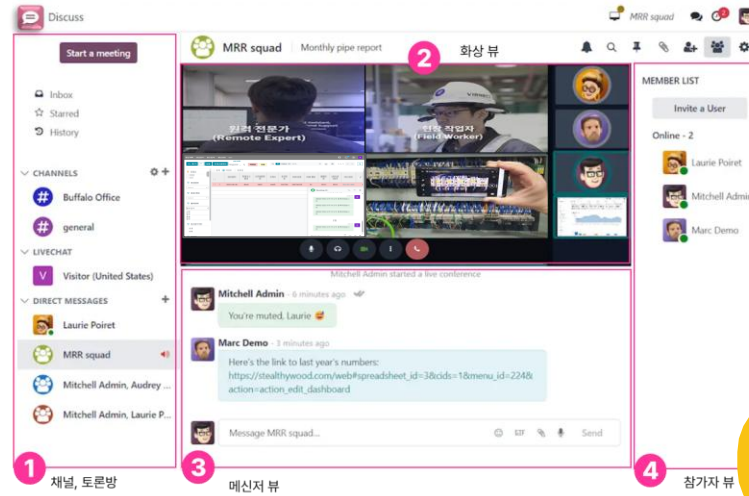 Discuss
MRR squad
2
Start a meeting
Inbox
Starred
History
CHANNELS
Buffalo Office
general
LIVECHAT
V Visitor (United States)
DIRECT MESSAGES
Laurie Poiret
MRR squad
Mitchell Admin, Audrey ...
Mitchell Admin, Laurie P...
1 채널, 토론방
MRR squad Monthly pipe report
2 화상 뷰
원격 전문가
(Remote Expert)
현장 작업자
(Field Worker)
Mitchell Admin started a live conference
Mitchell Admin - 6 minutes ago
You're muted, Laurie
Marc Demo - 3 minutes ago
Here's the link to last year's numbers:
https://stealthywood.com/web#spreadsheet_id=3&cids=1&menu_id=224&
action=action_edit_dashboard
Message MRR squad...
GIF
Send
3 메신저 뷰
MEMBER LIST
Invite a User
Online - 2
Laurie Poiret
Mitchell Admin
Marc Demo
4 참가자 뷰